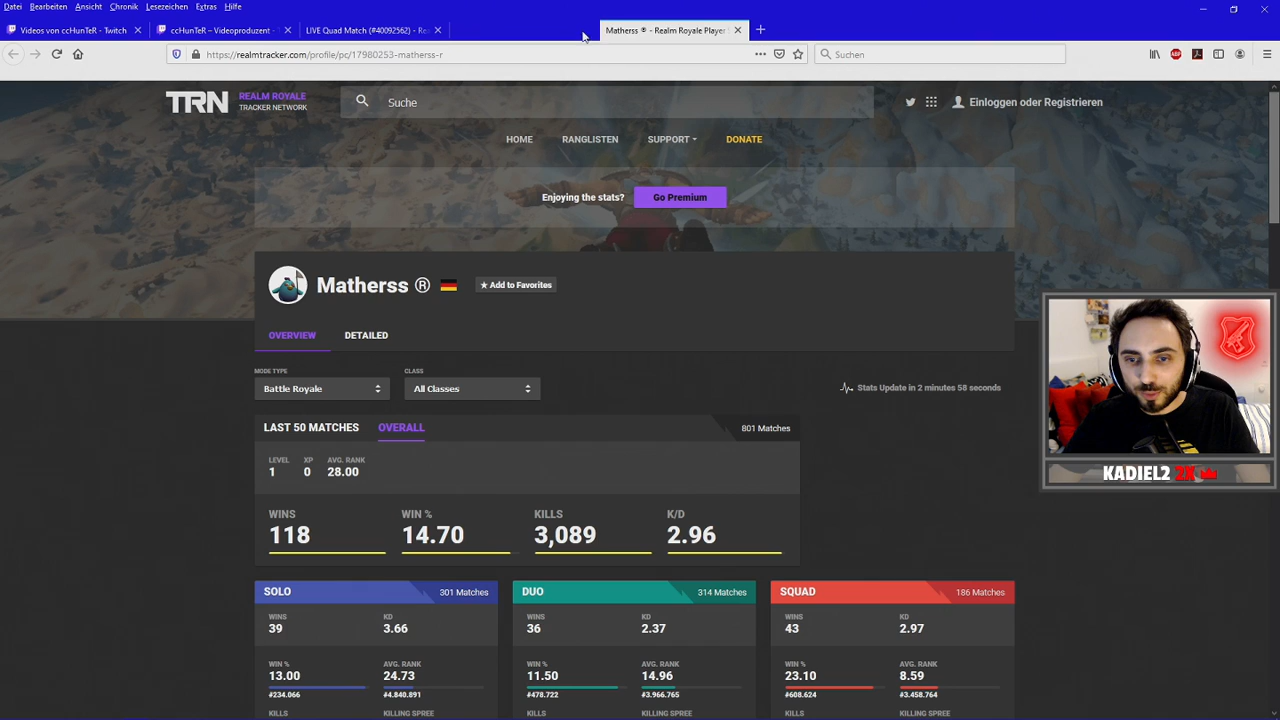 Datei Bearbeiten Ansicht Chronik Lesezeichen Extras Hilfe
Videos von ccHunTeR - Twitch
ccHunTeR – Videoproduzent - T
LIVE Quad Match (#40092562) - Re
Matherss ® - Realm Royale Player
https://realmtracker.com/profile/pc/17980253-matherss-r
Suchen
TRN REALM ROYALE
TRACKER NETWORK
Suche
Einloggen oder Registrieren
HOME RANGLISTEN SUPPORT DONATE
Enjoying the stats? Go Premium
Matherss ® ★ Add to Favorites
OVERVIEW DETAILED
MODE TYPE CLASS
Battle Royale All Classes
Stats Update in 2 minutes 58 seconds
LAST 50 MATCHES OVERALL 801 Matches
LEVEL XP AVG. RANK
1 0 28.00
WINS WIN % KILLS K/D
118 14.70 3,089 2.96
KADIEL2 2X
SOLO 301 Matches DUO 314 Matches SQUAD 186 Matches
WINS KD WINS KD WINS KD
39 3.66 36 2.37 43 2.97
WIN % AVG. RANK WIN % AVG. RANK WIN % AVG. RANK
13.00 24.73 11.50 14.96 23.10 8.59
#234.066 #4.840.891 #478.722 #3.966.765 #608.624 #3.458.764
KILLS KILLING SPREE KILLS KILLING SPREE KILLS KILLING SPREE